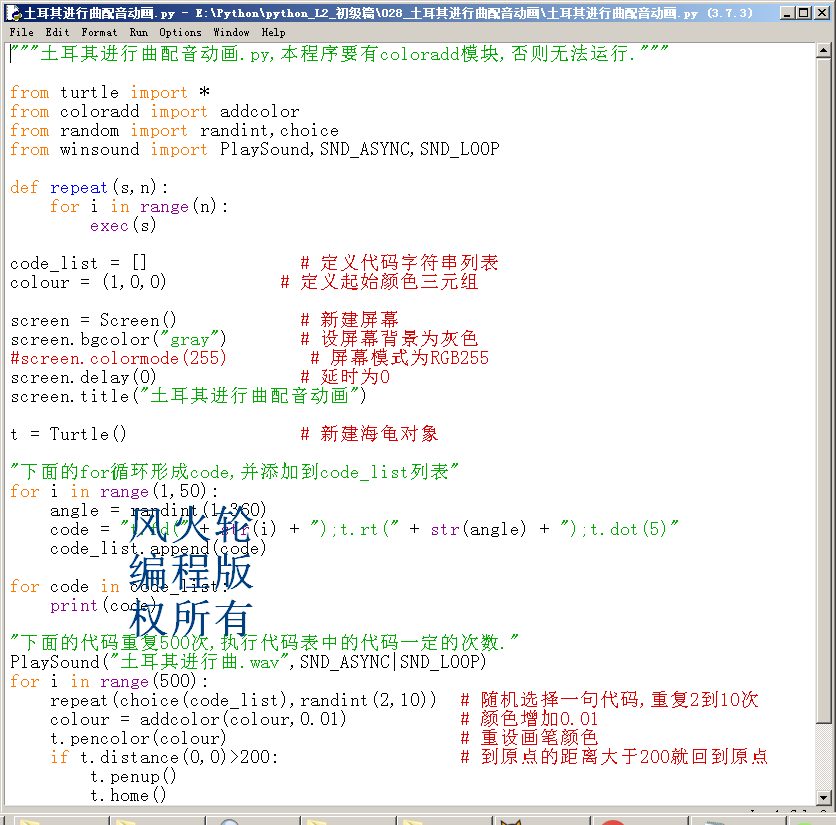 土耳其进行曲配音动画.py - E:\Python\python_L2_初级篇\028_土耳其进行曲配音动画\土耳其进行曲配音动画.py (3.7.3)
File Edit Format Run Options Window Help
"""土耳其进行曲配音动画.py,本程序要有coloradd模块,否则无法运行."""
from turtle import *
from coloradd import addcolor
from random import randint,choice
from winsound import PlaySound,SND_ASYNC,SND_LOOP
def repeat(s,n):
    for i in range(n):
        exec(s)
code_list = [] # 定义代码字符串列表
colour = (1,0,0) # 定义起始颜色三元组
screen = Screen() # 新建屏幕
screen.bgcolor("gray") # 设屏幕背景为灰色
#screen.colormode(255) # 屏幕模式为RGB255
screen.delay(0) # 延时为0
screen.title("土耳其进行曲配音动画")
t = Turtle() # 新建海龟对象
"下面的for循环形成code,并添加到code_list列表"
for i in range(1,50):
    angle = randint(1,360)
    code = "t.fd(" + str(i) + ");t.rt(" + str(angle) + ");t.dot(5)"
    code_list.append(code)
for code in code_list:
    print(code)
风火轮
编程版
权所有
"下面的代码重复500次,执行代码表中的代码一定的次数."
PlaySound("土耳其进行曲.wav",SND_ASYNC|SND_LOOP)
for i in range(500):
    repeat(choice(code_list),randint(2,10)) # 随机选择一句代码,重复2到10次
    colour = addcolor(colour,0.01) # 颜色增加0.01
    t.pencolor(colour) # 重设画笔颜色
    if t.distance(0,0)>200: # 到原点的距离大于200就回到原点
        t.penup()
        t.home()